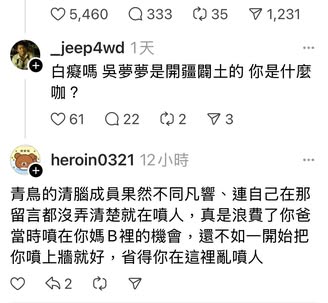 5,460 333 35 1,231
_jeep4wd 1天
白癡嗎 吳夢夢是開疆闢土的 你是什麼
咖？
61 22 2 3
heroin0321 12小時
青鳥的清腦成員果然不同凡響、連自己在那
留言都沒弄清楚就在噴人，真是浪費了你爸
當時噴在你媽Ｂ裡的機會，還不如一開始把
你噴上牆就好，省得你在這裡亂噴人
2